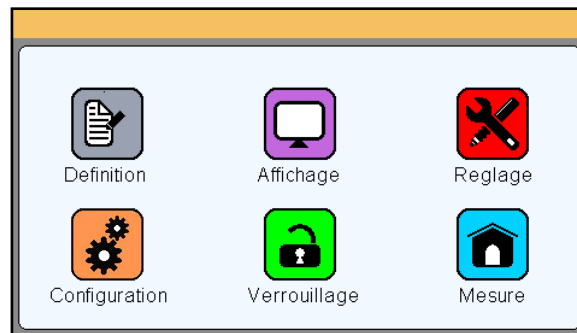 Definition
Affichage
Reglage
Configuration
Verrouillage
Mesure